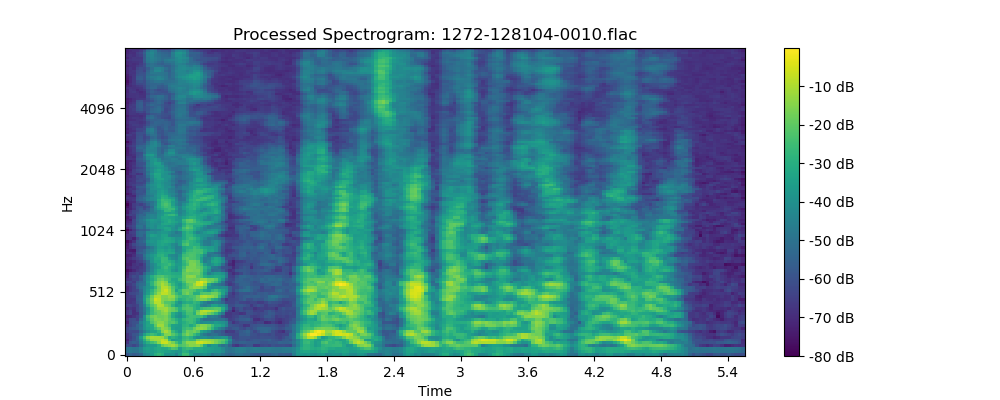 Processed Spectrogram: 1272-128104-0010.flac
Hz
4096
2048
1024
512
0
0 0.6 1.2 1.8 2.4 3 3.6 4.2 4.8 5.4
Time
-10 dB
-20 dB
-30 dB
-40 dB
-50 dB
-60 dB
-70 dB
-80 dB